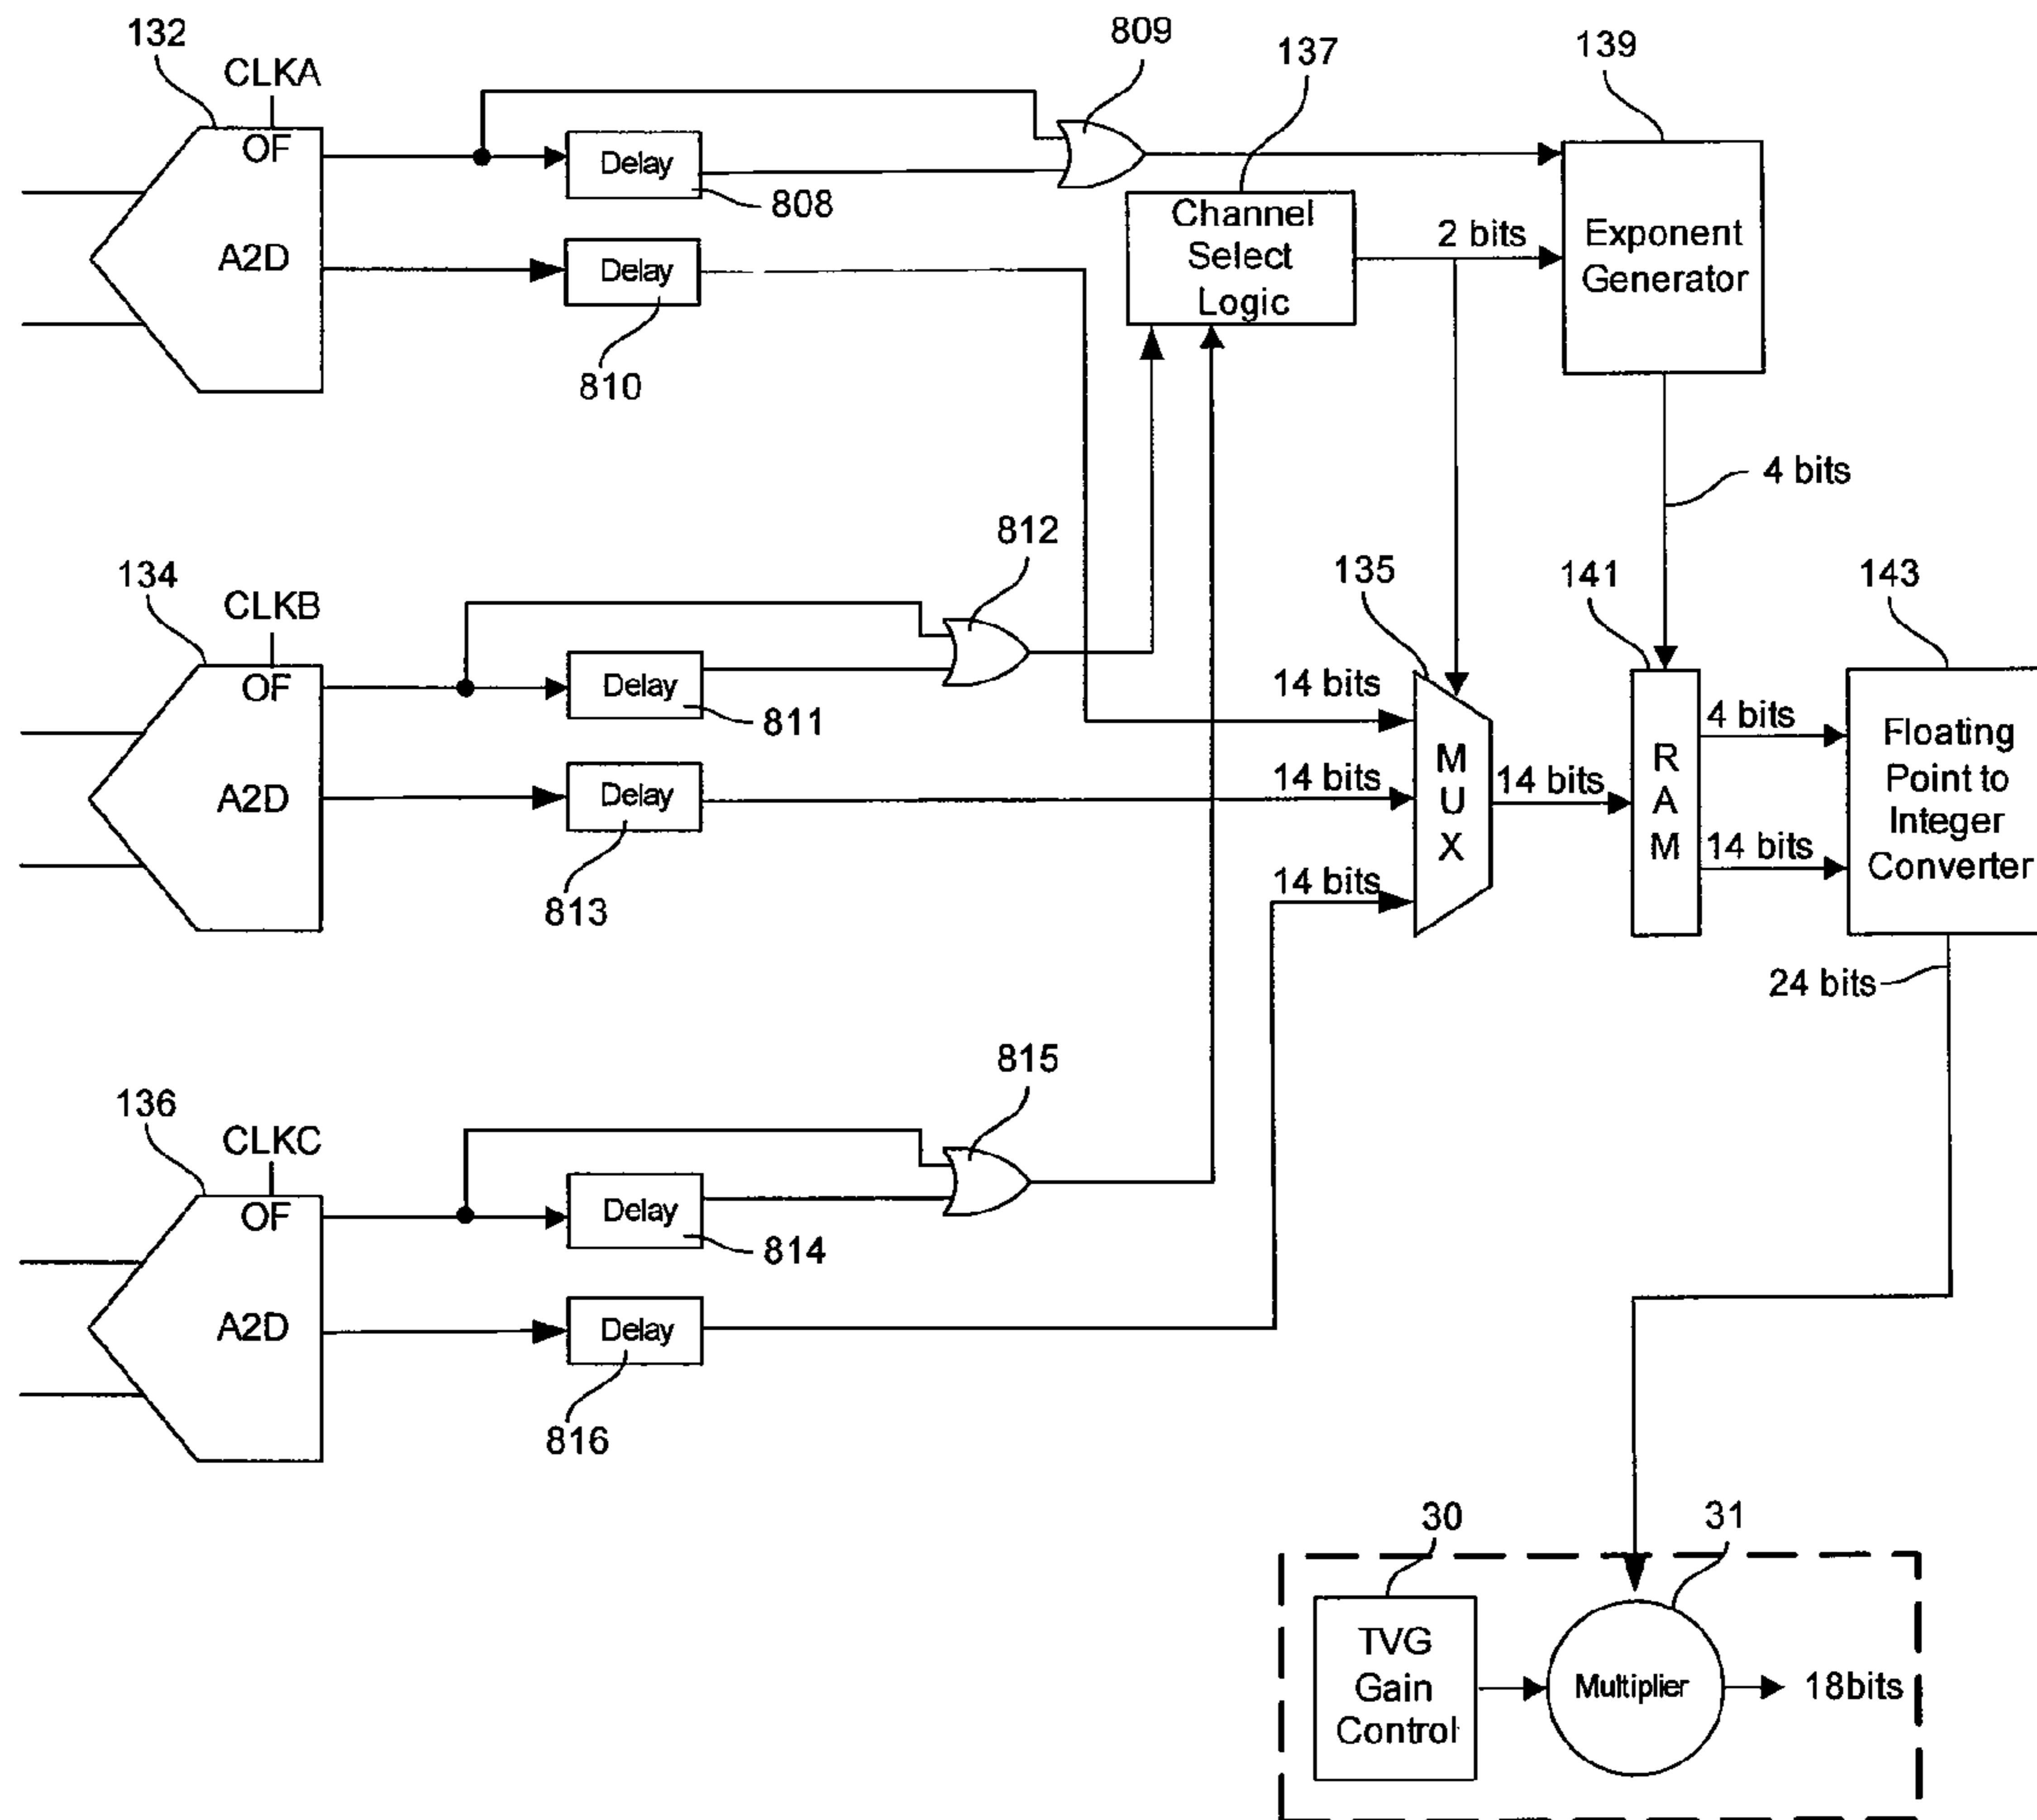 132
CLKA
OF
A2D
Delay
808
Delay
810
809
137
Channel
Select
Logic
2 bits
139
Exponent
Generator
4 bits
134
CLKB
OF
A2D
Delay
811
Delay
813
812
135
14 bits
14 bits
14 bits
M
U
X
14 bits
141
R
A
M
4 bits
14 bits
143
Floating
Point to
Integer
Converter
24 bits
136
CLKC
OF
A2D
Delay
814
Delay
816
815
30
TVG
Gain
Control
31
Multiplier
18bits